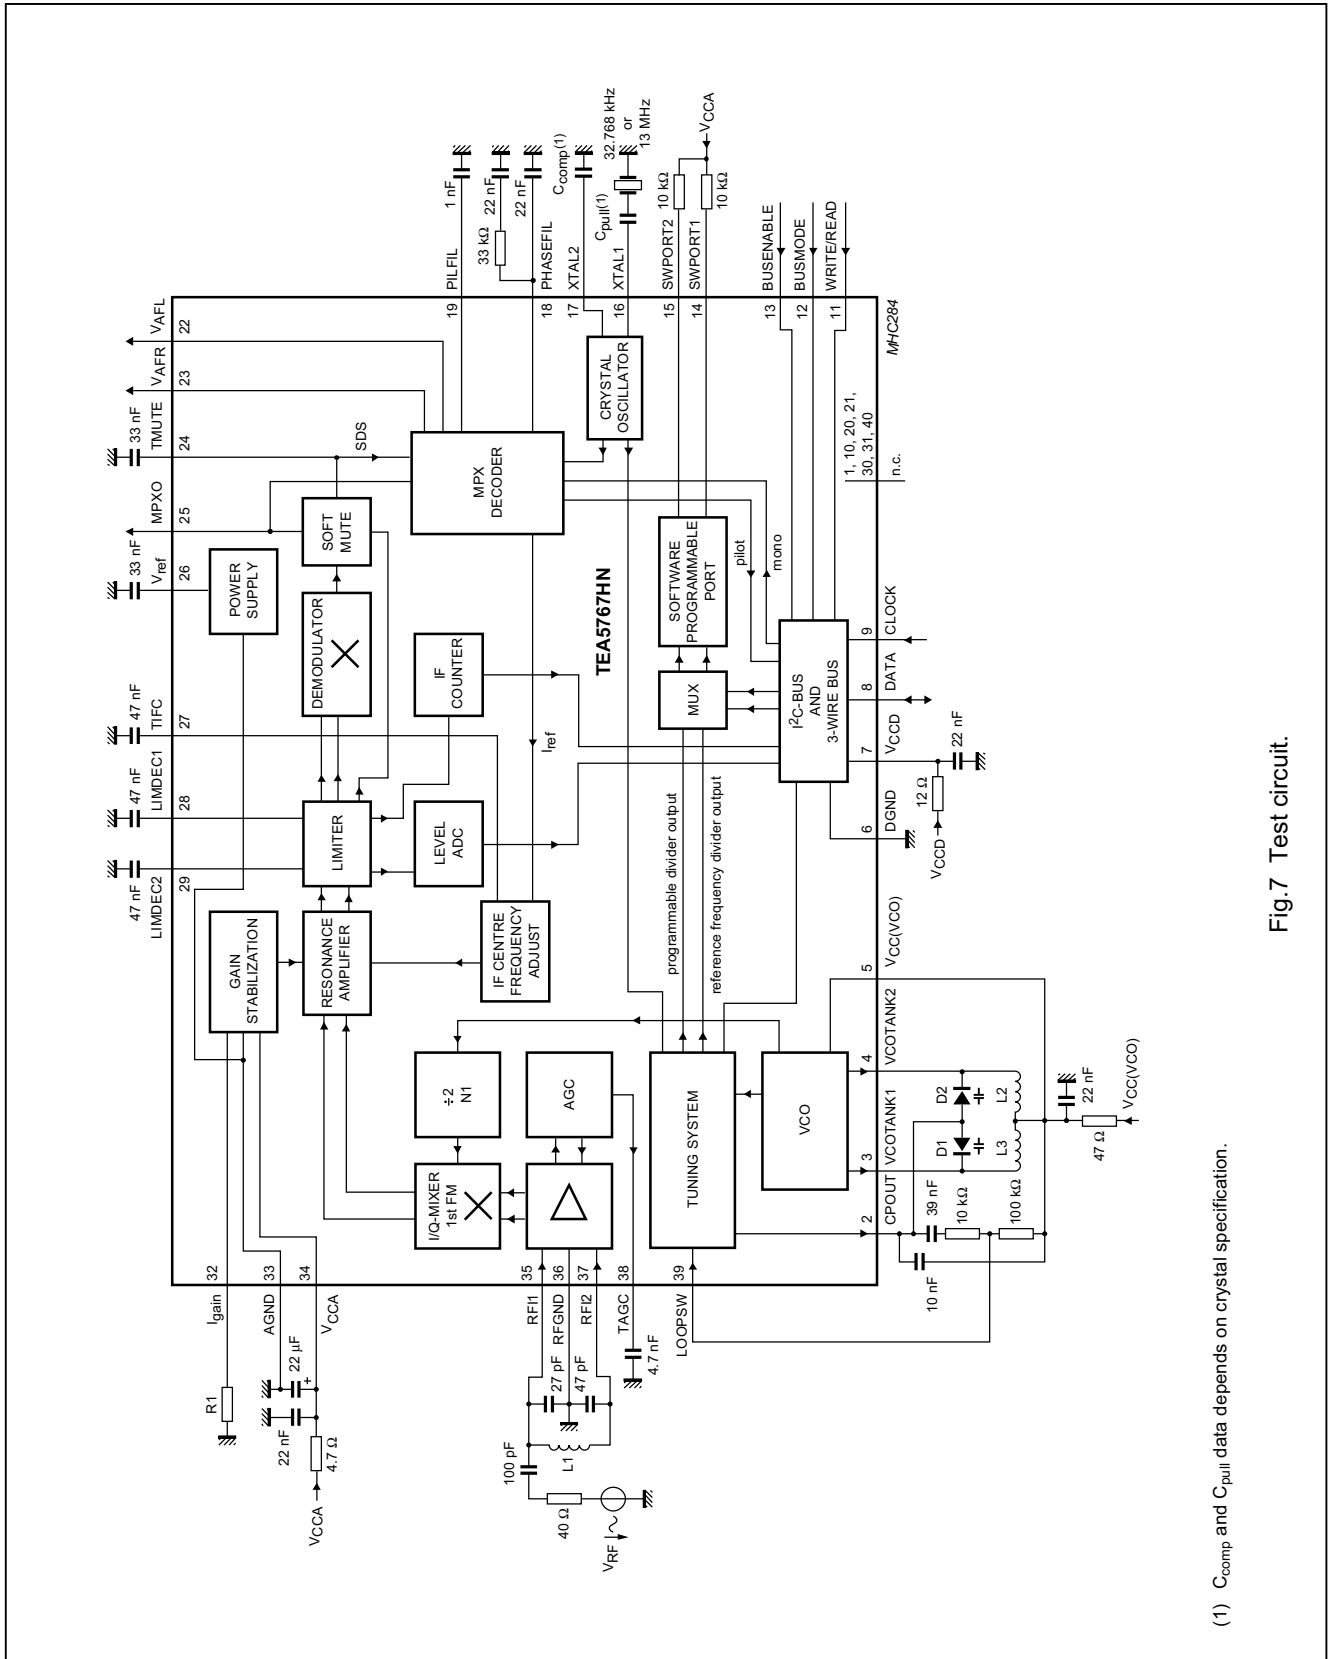 32.768 kHz
or
13 MHz
1 nF
22 nF
33 kΩ
22 nF
Ccomp(1)
Cpull(1)
VCCA
10 kΩ
10 kΩ
PILFIL
PHASEFIL
XTAL2
XTAL1
SWPORT2
SWPORT1
BUSENABLE
BUSMODE
WRITE/READ
19
18
17
16
15
14
13
12
11
VAFL
22
VAFR
23
33 nF
TMUTE
24
MPXO
25
33 nF
Vref
26
47 nF
TIFC
27
47 nF
LIMDEC1
28
47 nF
LIMDEC2
29
SDS
MPX
DECODER
CRYSTAL
OSCILLATOR
SOFT
MUTE
POWER
SUPPLY
DEMODULATOR
IF
COUNTER
TEA5767HN
Iref
SOFTWARE
PROGRAMMABLE
PORT
MUX
pilot
mono
I2C-BUS
AND
3-WIRE BUS
1, 10, 20, 21,
30, 31, 40
n.c.
MHC284
LIMITER
LEVEL
ADC
GAIN
STABILIZATION
RESONANCE
AMPLIFIER
IF CENTRE
FREQUENCY
ADJUST
programmable divider output
reference frequency divider output
÷2
N1
AGC
I/Q-MIXER
1st FM
TUNING SYSTEM
VCO
9
CLOCK
8
DATA
7
VCCD
22 nF
12 Ω
VCCD
6
DGND
5
VCC(VCO)
4
VCOTANK2
3
VCOTANK1
2
CPOUT
D2
D1
L2
L3
22 nF
47 Ω
VCC(VCO)
39 nF
10 kΩ
100 kΩ
10 nF
32
33
34
35
36
37
38
39
Igain
AGND
VCCA
RFI1
RFGND
RFI2
TAGC
LOOPSW
R1
22 µF
+
22 nF
4.7 Ω
VCCA
27 pF
47 pF
4.7 nF
100 pF
L1
40 Ω
VRF
Fig.7 Test circuit.
(1) Ccomp and Cpull data depends on crystal specification.